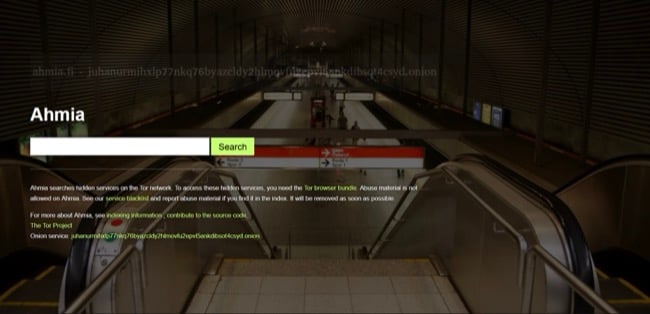 ahmia.fi - juhanurmihxlp77nkq76byazcldy2hlmovfu2epvl5ankdibsot4csyd.onion
Ahmia
Search
Ahmia searches hidden services on the Tor network. To access these hidden services, you need the Tor browser bundle. Abuse material is not
allowed on Ahmia. See our service blacklist and report abuse material if you find it in the index. It will be removed as soon as possible.
For more about Ahmia, see indexing information, contribute to the source code.
The Tor Project
Onion service: juhanurmihxlp77nkq76byazcldy2hlmovfu2epvl5ankdibsot4csyd.onion